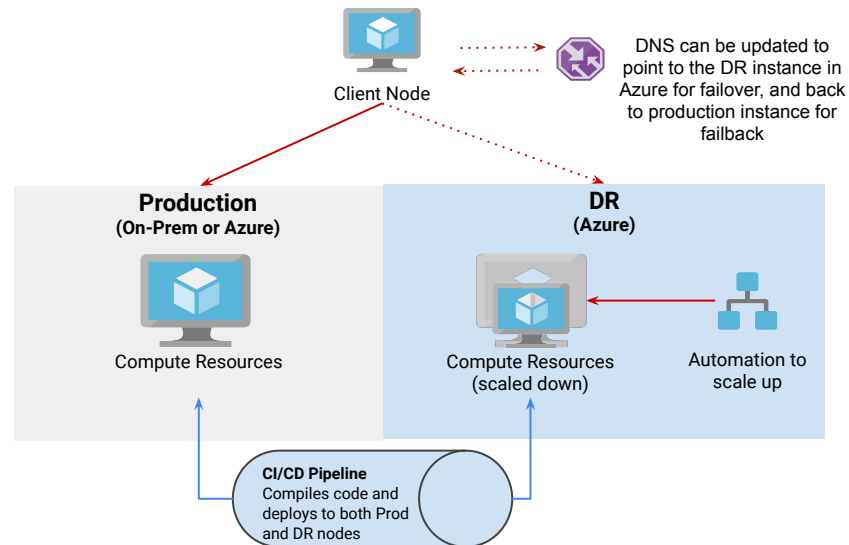 DNS can be updated to
point to the DR instance in
Azure for failover, and back
to production instance for
failback
Client Node
Production
(On-Prem or Azure)
DR
(Azure)
Compute Resources
Compute Resources
(scaled down)
Automation to
scale up
CI/CD Pipeline
Compiles code and
deploys to both Prod
and DR nodes